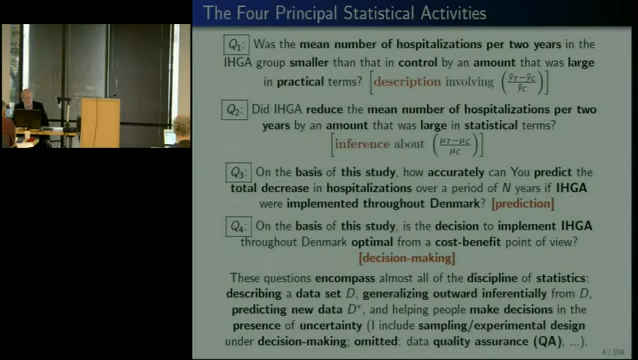 The Four Principal Statistical Activities
Q₁: Was the mean number of hospitalizations per two years in the
IHGA group smaller than that in control by an amount that was large
in practical terms? [description involving (ȳ_T − ȳ_C / ȳ_C)]
Q₂: Did IHGA reduce the mean number of hospitalizations per two
years by an amount that was large in statistical terms?
[inference about (μ_T − μ_C / μ_C)]
Q₃: On the basis of this study, how accurately can You predict the
total decrease in hospitalizations over a period of N years if IHGA
were implemented throughout Denmark? [prediction]
Q₄: On the basis of this study, is the decision to implement IHGA
throughout Denmark optimal from a cost-benefit point of view?
[decision-making]
These questions encompass almost all of the discipline of statistics:
describing a data set D, generalizing outward inferentially from D,
predicting new data D*, and helping people make decisions in the
presence of uncertainty (I include sampling/experimental design
under decision-making; omitted: data quality assurance (QA), ...).
4 / 104